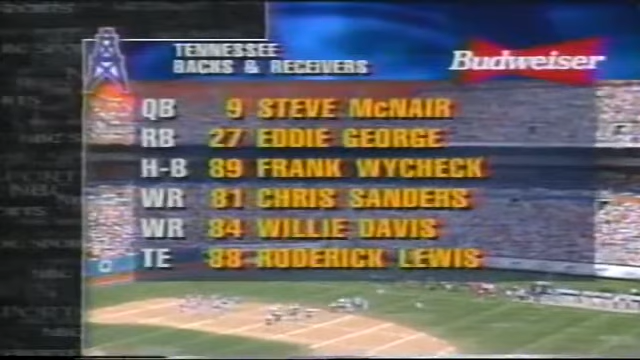 TENNESSEE
BACKS & RECEIVERS
Budweiser
QB 9 STEVE McNAIR
RB 27 EDDIE GEORGE
H-B 89 FRANK WYCHECK
WR 81 CHRIS SANDERS
WR 84 WILLIE DAVIS
TE 88 RODERICK LEWIS